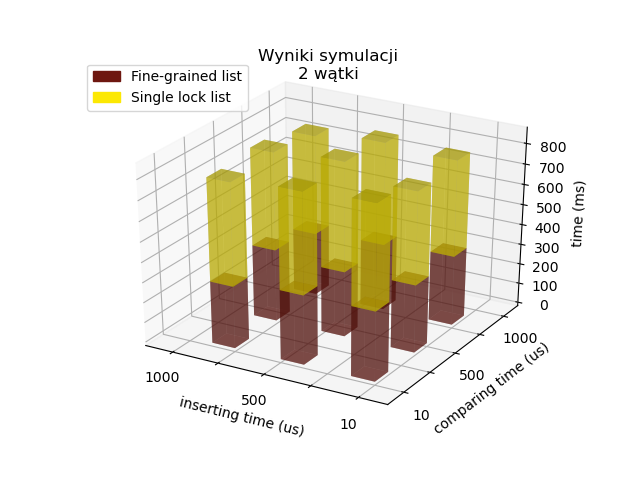 Wyniki symulacji
2 wątki
Fine-grained list
Single lock list
800
700
600
500
400
300
200
100
0
time (ms)
1000
500
10
inserting time (us)
10
500
1000
comparing time (us)